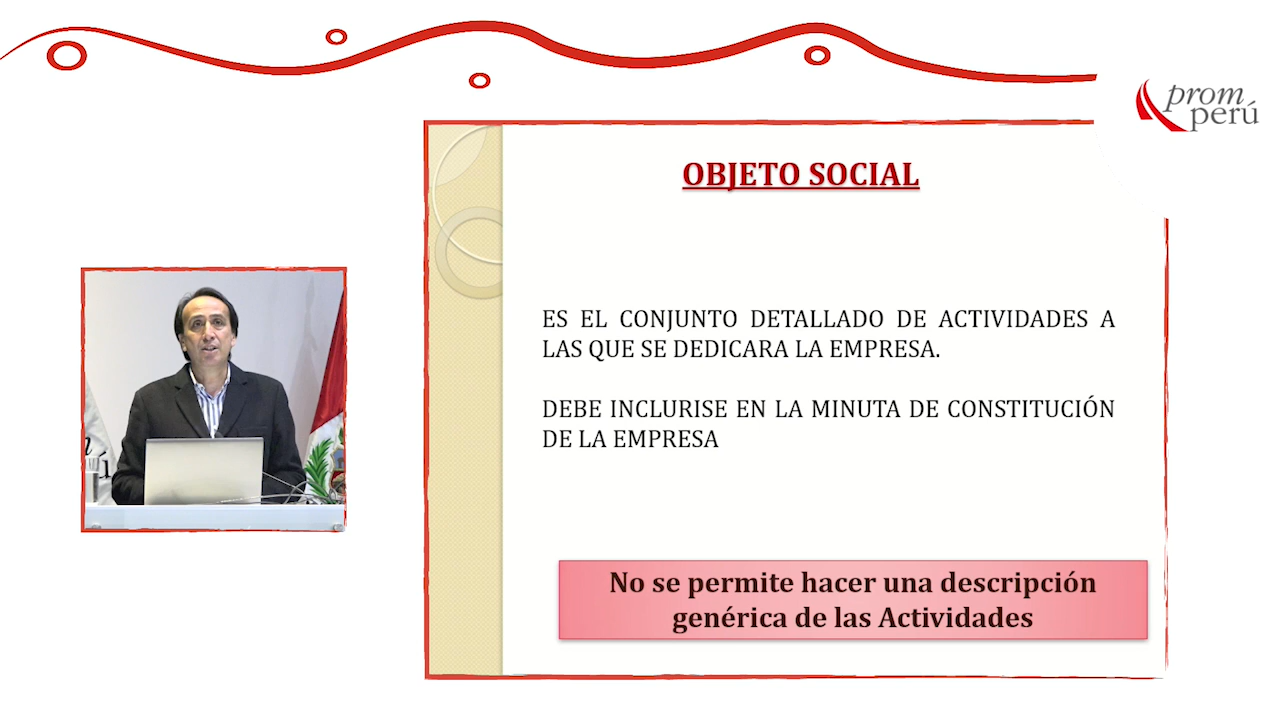 prom
perú
OBJETO SOCIAL
ES EL CONJUNTO DETALLADO DE ACTIVIDADES A
LAS QUE SE DEDICARA LA EMPRESA.
DEBE INCLURISE EN LA MINUTA DE CONSTITUCIÓN
DE LA EMPRESA
No se permite hacer una descripción
genérica de las Actividades